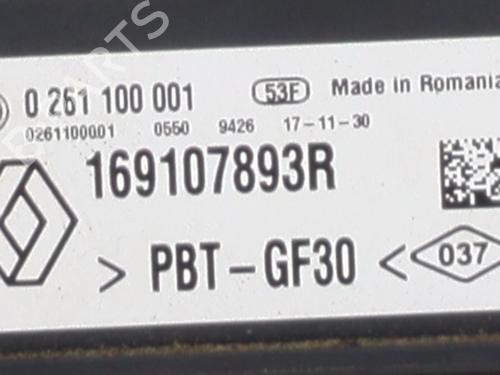 0 261 100 001 53F Made in Romania
0261100001 0550 9426 17-11-30
169107893R
> PBT-GF30 < 037